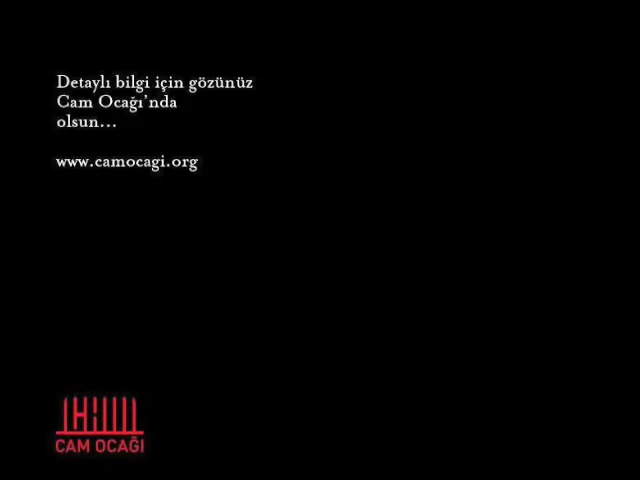 Detaylı bilgi için gözünüz
Cam Ocağı'nda
olsun...
www.camocagi.org
CAM OCAĞI